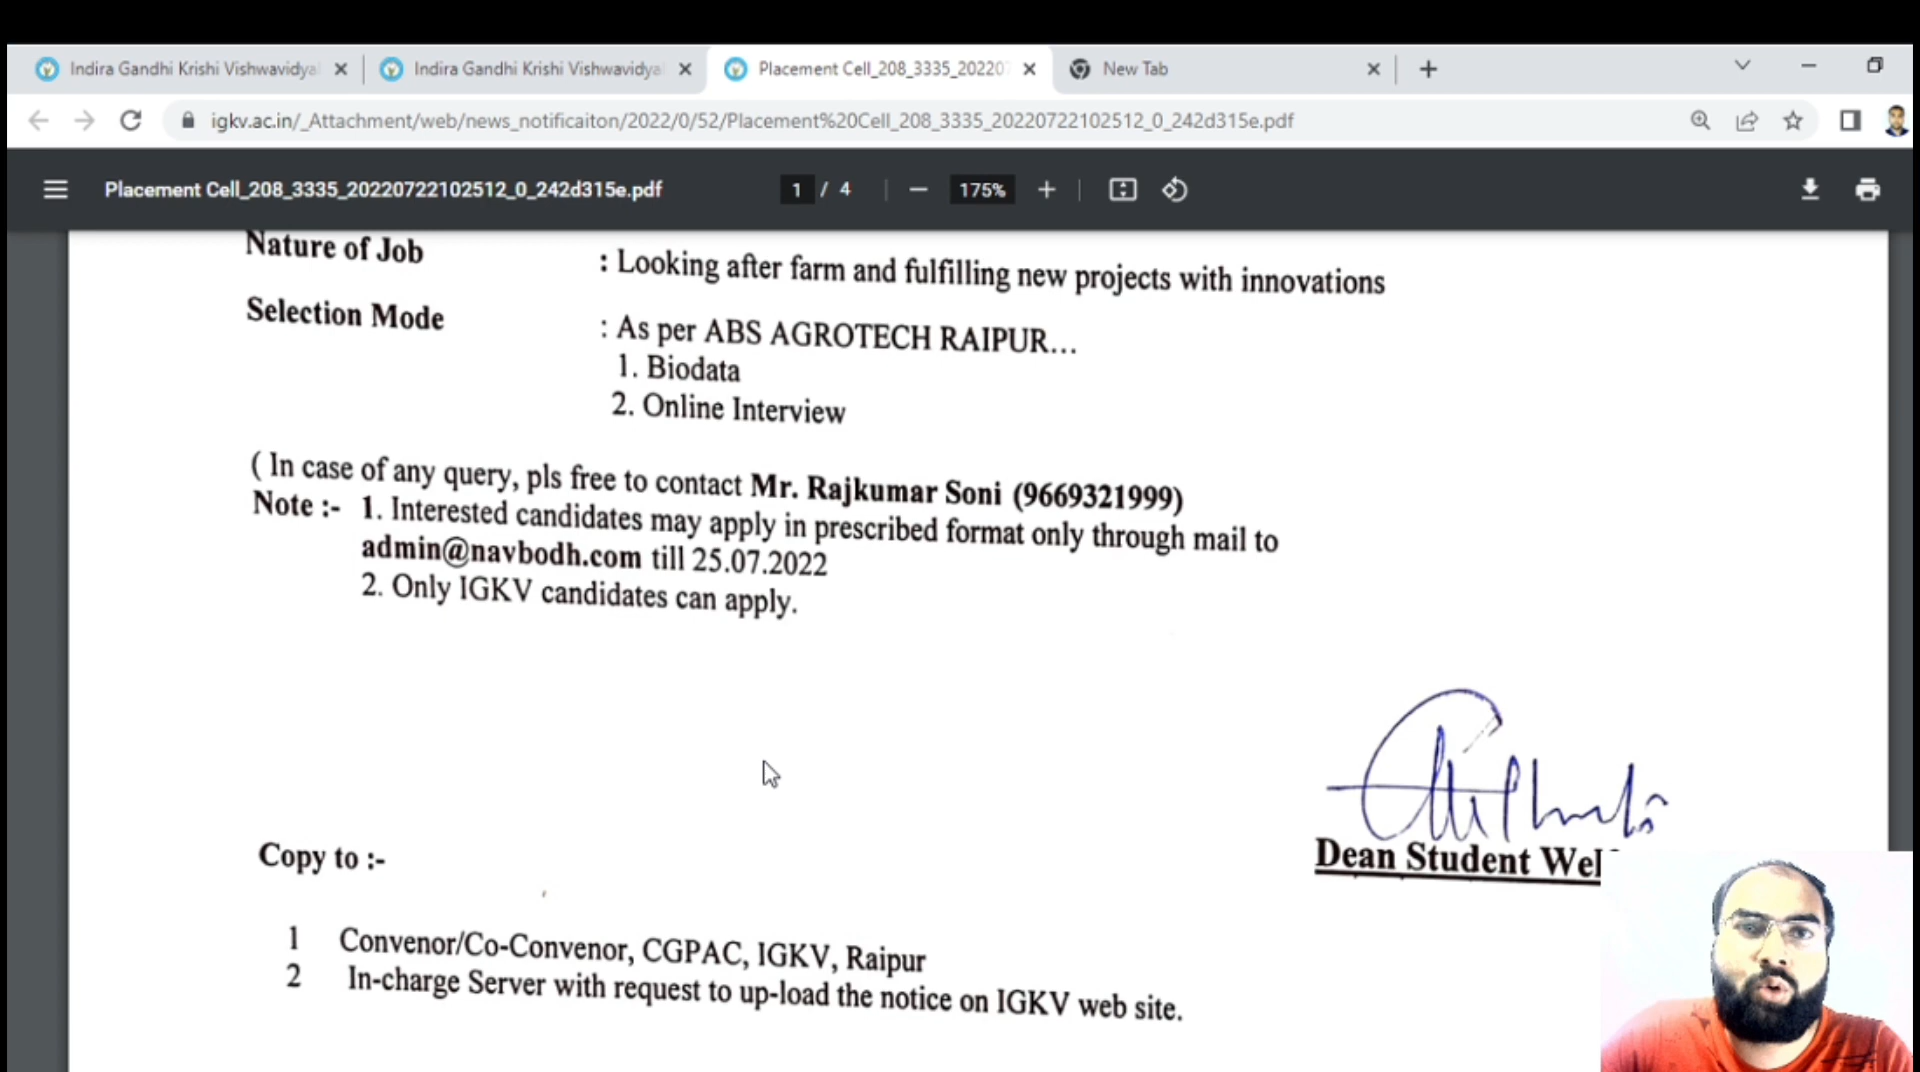 Indira Gandhi Krishi Vishwavidya
Indira Gandhi Krishi Vishwavidya
Placement Cell_208_3335_20220
New Tab
igkv.ac.in/_Attachment/web/news_notificaiton/2022/0/52/Placement%20Cell_208_3335_20220722102512_0_242d315e.pdf
Placement Cell_208_3335_20220722102512_0_242d315e.pdf 1 / 4 175%
Nature of Job : Looking after farm and fulfilling new projects with innovations
Selection Mode : As per ABS AGROTECH RAIPUR...
1. Biodata
2. Online Interview
( In case of any query, pls free to contact Mr. Rajkumar Soni (9669321999)
Note :- 1. Interested candidates may apply in prescribed format only through mail to
admin@navbodh.com till 25.07.2022
2. Only IGKV candidates can apply.
Dean Student Wel
Copy to :-
1 Convenor/Co-Convenor, CGPAC, IGKV, Raipur
2 In-charge Server with request to up-load the notice on IGKV web site.